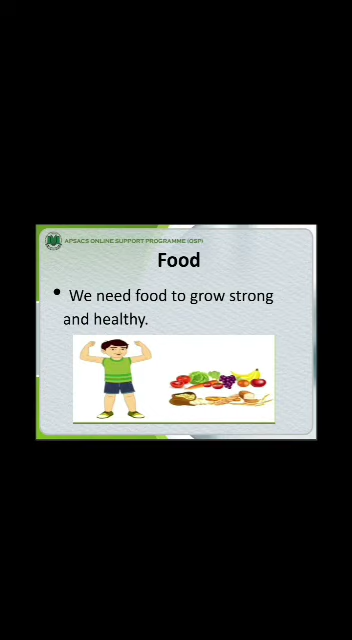 APSACS ONLINE SUPPORT PROGRAMME (OSP)
Food
• We need food to grow strong
and healthy.